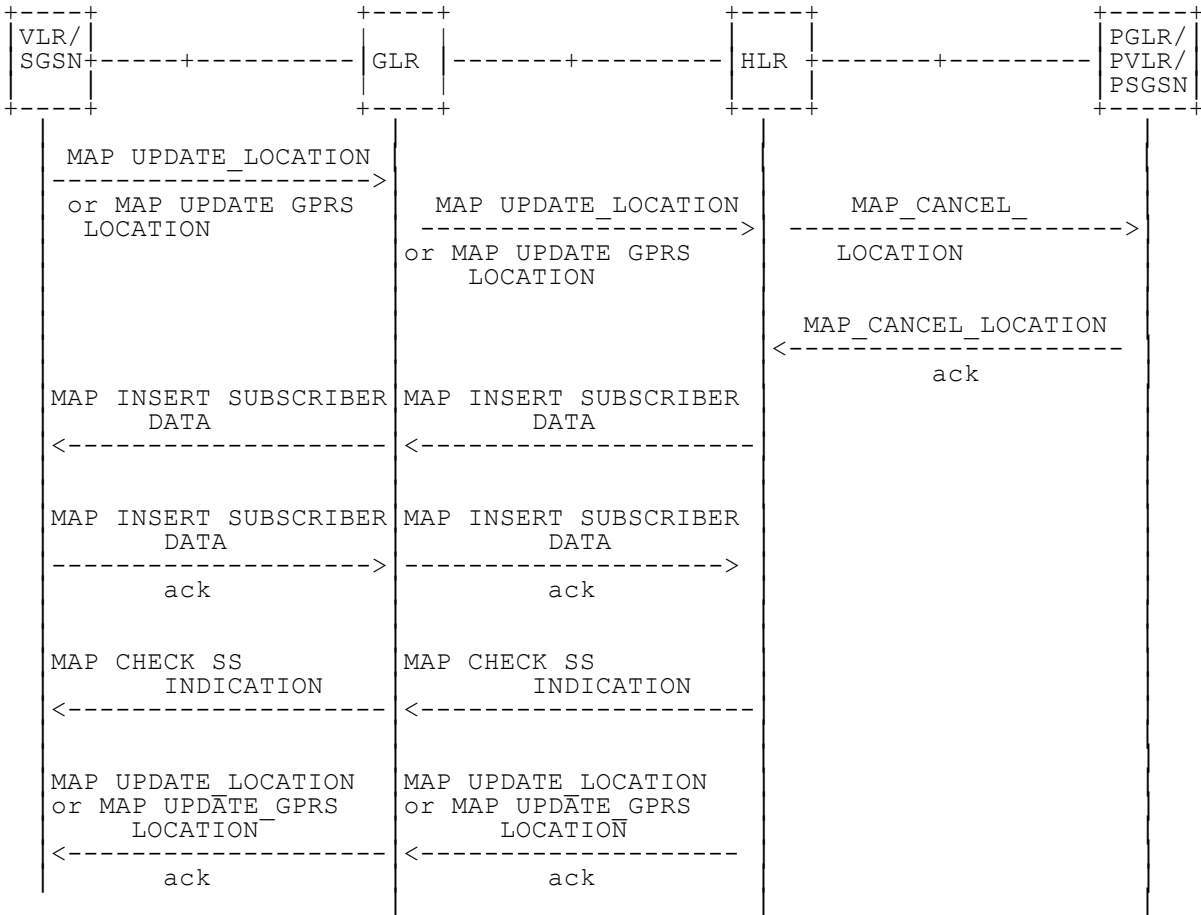 VLR/ PGLR/
SGSN GLR HLR PVLR/
PSGSN
MAP UPDATE_LOCATION
or MAP UPDATE GPRS MAP UPDATE_LOCATION MAP_CANCEL_
LOCATION
or MAP UPDATE GPRS LOCATION
LOCATION
MAP_CANCEL_LOCATION
ack
MAP INSERT SUBSCRIBER MAP INSERT SUBSCRIBER
DATA DATA
MAP INSERT SUBSCRIBER MAP INSERT SUBSCRIBER
DATA DATA
ack ack
MAP CHECK SS MAP CHECK SS
INDICATION INDICATION
MAP UPDATE_LOCATION MAP UPDATE_LOCATION
or MAP UPDATE_GPRS or MAP UPDATE_GPRS
LOCATION LOCATION
ack ack